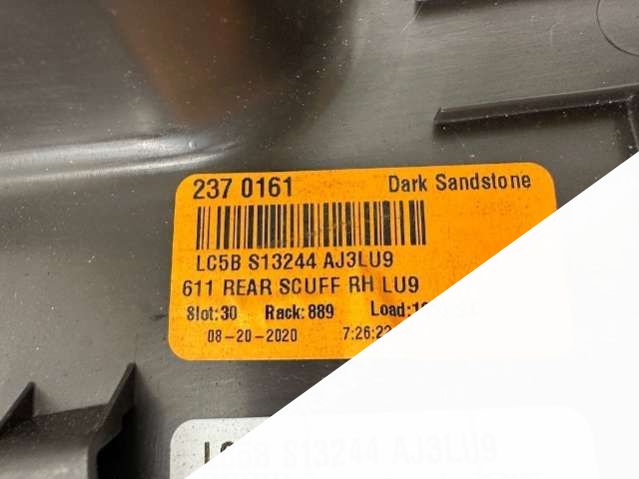 237 0161 Dark Sandstone
LC5B S13244 AJ3LU9
611 REAR SCUFF RH LU9
Slot:30 Rack:889
08-20-2020
LC5B S13244 AJ3LU9